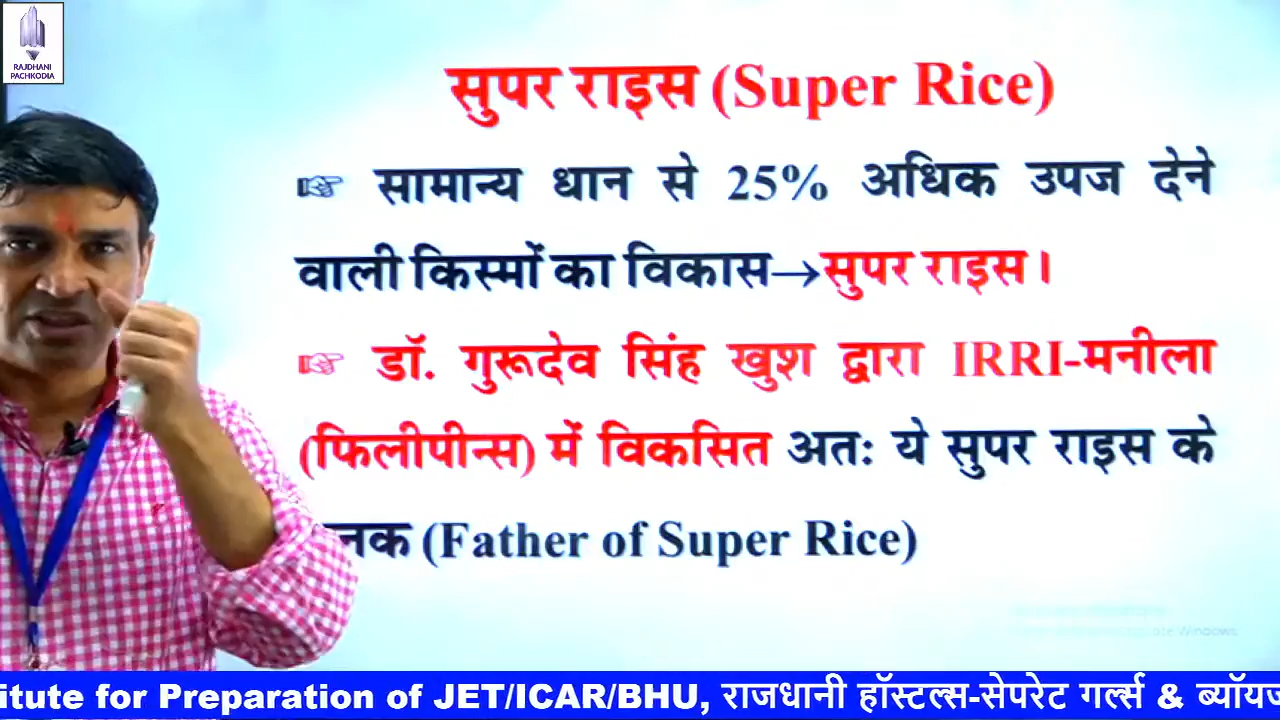 RAJDHANI
PACHKODIA
सुपर राइस (Super Rice)
☞ सामान्य धान से 25% अधिक उपज देने
वाली किस्मों का विकास→सुपर राइस।
☞ डॉ. गुरूदेव सिंह खुश द्वारा IRRI-मनीला
(फिलीपीन्स) में विकसित अतः ये सुपर राइस के
नक (Father of Super Rice)
itute for Preparation of JET/ICAR/BHU, राजधानी हॉस्टल्स-सेपरेट गर्ल्स & ब्यॉयज